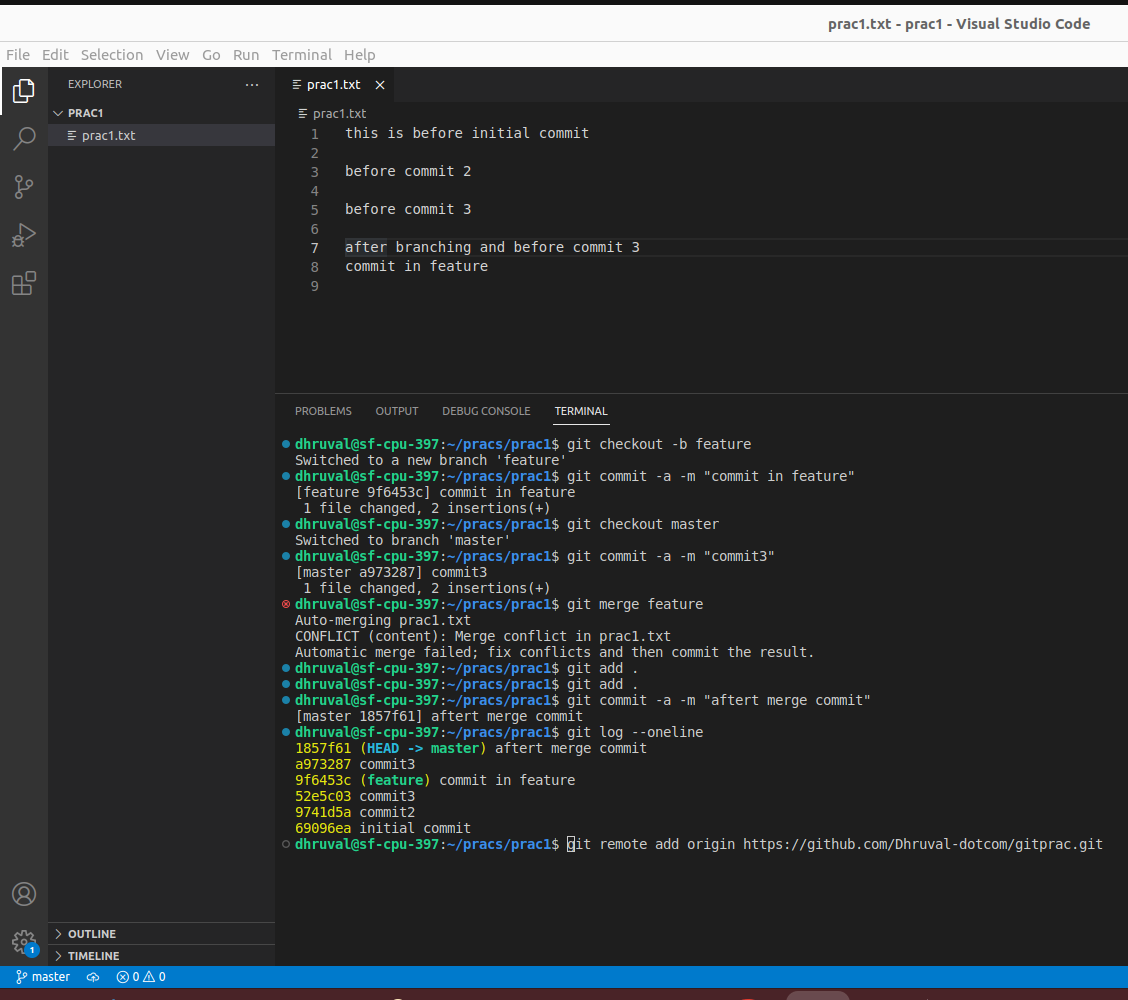 prac1.txt - prac1 - Visual Studio Code
File Edit Selection View Go Run Terminal Help
EXPLORER
PRAC1
prac1.txt
OUTLINE
TIMELINE
prac1.txt
prac1.txt
1 this is before initial commit
2
3 before commit 2
4
5 before commit 3
6
7 after branching and before commit 3
8 commit in feature
9
PROBLEMS OUTPUT DEBUG CONSOLE TERMINAL
dhruval@sf-cpu-397:~/pracs/prac1$ git checkout -b feature
Switched to a new branch 'feature'
dhruval@sf-cpu-397:~/pracs/prac1$ git commit -a -m "commit in feature"
[feature 9f6453c] commit in feature
1 file changed, 2 insertions(+)
dhruval@sf-cpu-397:~/pracs/prac1$ git checkout master
Switched to branch 'master'
dhruval@sf-cpu-397:~/pracs/prac1$ git commit -a -m "commit3"
[master a973287] commit3
1 file changed, 2 insertions(+)
dhruval@sf-cpu-397:~/pracs/prac1$ git merge feature
Auto-merging prac1.txt
CONFLICT (content): Merge conflict in prac1.txt
Automatic merge failed; fix conflicts and then commit the result.
dhruval@sf-cpu-397:~/pracs/prac1$ git add .
dhruval@sf-cpu-397:~/pracs/prac1$ git add .
dhruval@sf-cpu-397:~/pracs/prac1$ git commit -a -m "aftert merge commit"
[master 1857f61] aftert merge commit
dhruval@sf-cpu-397:~/pracs/prac1$ git log --oneline
1857f61 (HEAD -> master) aftert merge commit
a973287 commit3
9f6453c (feature) commit in feature
52e5c03 commit3
9741d5a commit2
69096ea initial commit
dhruval@sf-cpu-397:~/pracs/prac1$ git remote add origin https://github.com/Dhruval-dotcom/gitprac.git
1
master 0 0